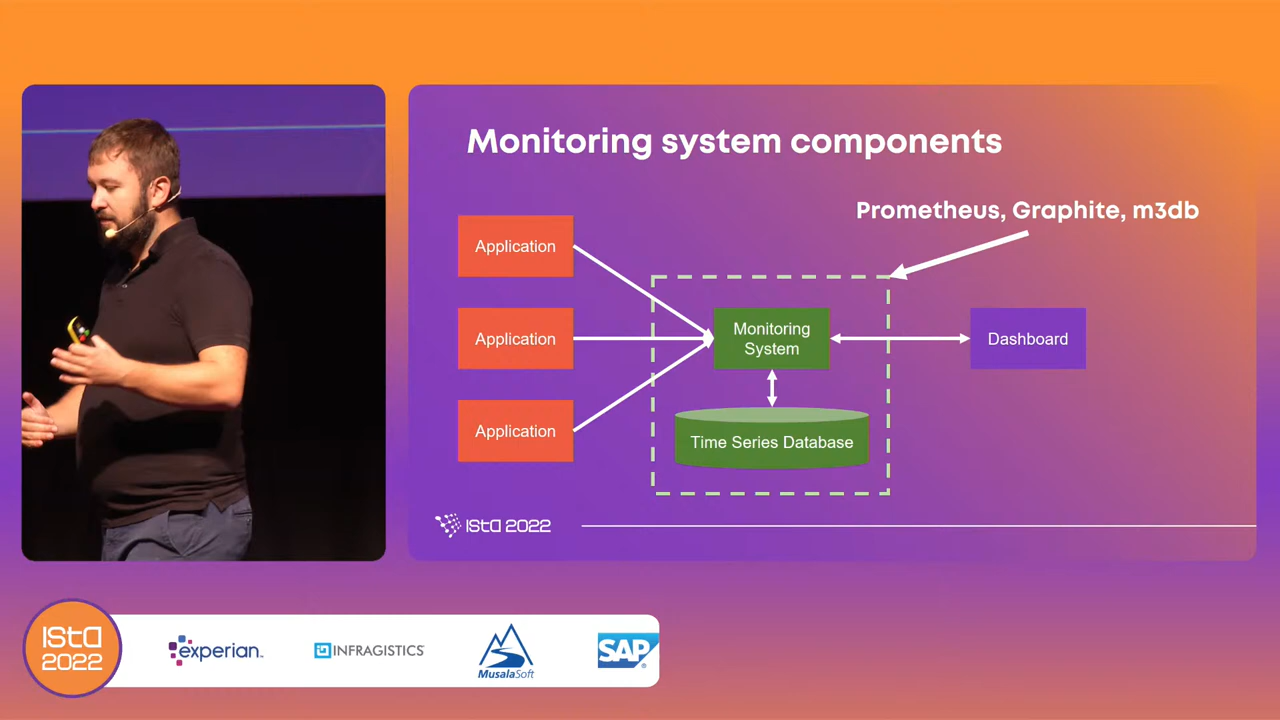 Monitoring system components
Prometheus, Graphite, m3db
Application
Application
Application
Monitoring
System
Time Series Database
Dashboard
ISTA 2022
ISTA
2022
experian
INFRAGISTICS
MusalaSoft
SAP